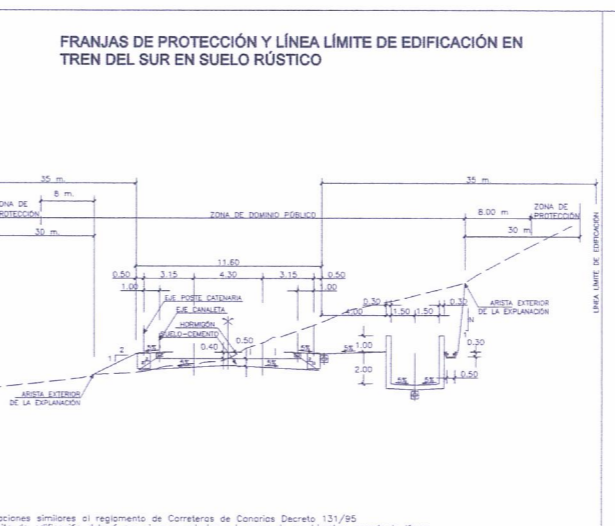 FRANJAS DE PROTECCIÓN Y LÍNEA LÍMITE DE EDIFICACIÓN EN
TREN DEL SUR EN SUELO RÚSTICO
35 m.
35 m.
8 m.
ZONA DE
PROTECCIÓN
30 m.
ZONA DE DOMINIO PÚBLICO
8.00 m
ZONA DE
PROTECCIÓN
30 m
LÍNEA LÍMITE DE EDIFICACIÓN
11.60
0.50
3.15
4.30
3.15
0.50
1.00
1.00
EJE POSTE CATENARIA
EJE CANALETA
HORMIGÓN
SUELO-CEMENTO
0.40
0.50
4.00
0.30
1.50
1.50
0.30
ARISTA EXTERIOR
DE LA EXPLANACIÓN
N
1
2
1
5%
5%
5%
5%
5%
1.00
2.00
5%
5%
0.30
0.50
ARISTA EXTERIOR
DE LA EXPLANACIÓN
aciones similares al reglamento de Carreteras de Canarias Decreto 131/95